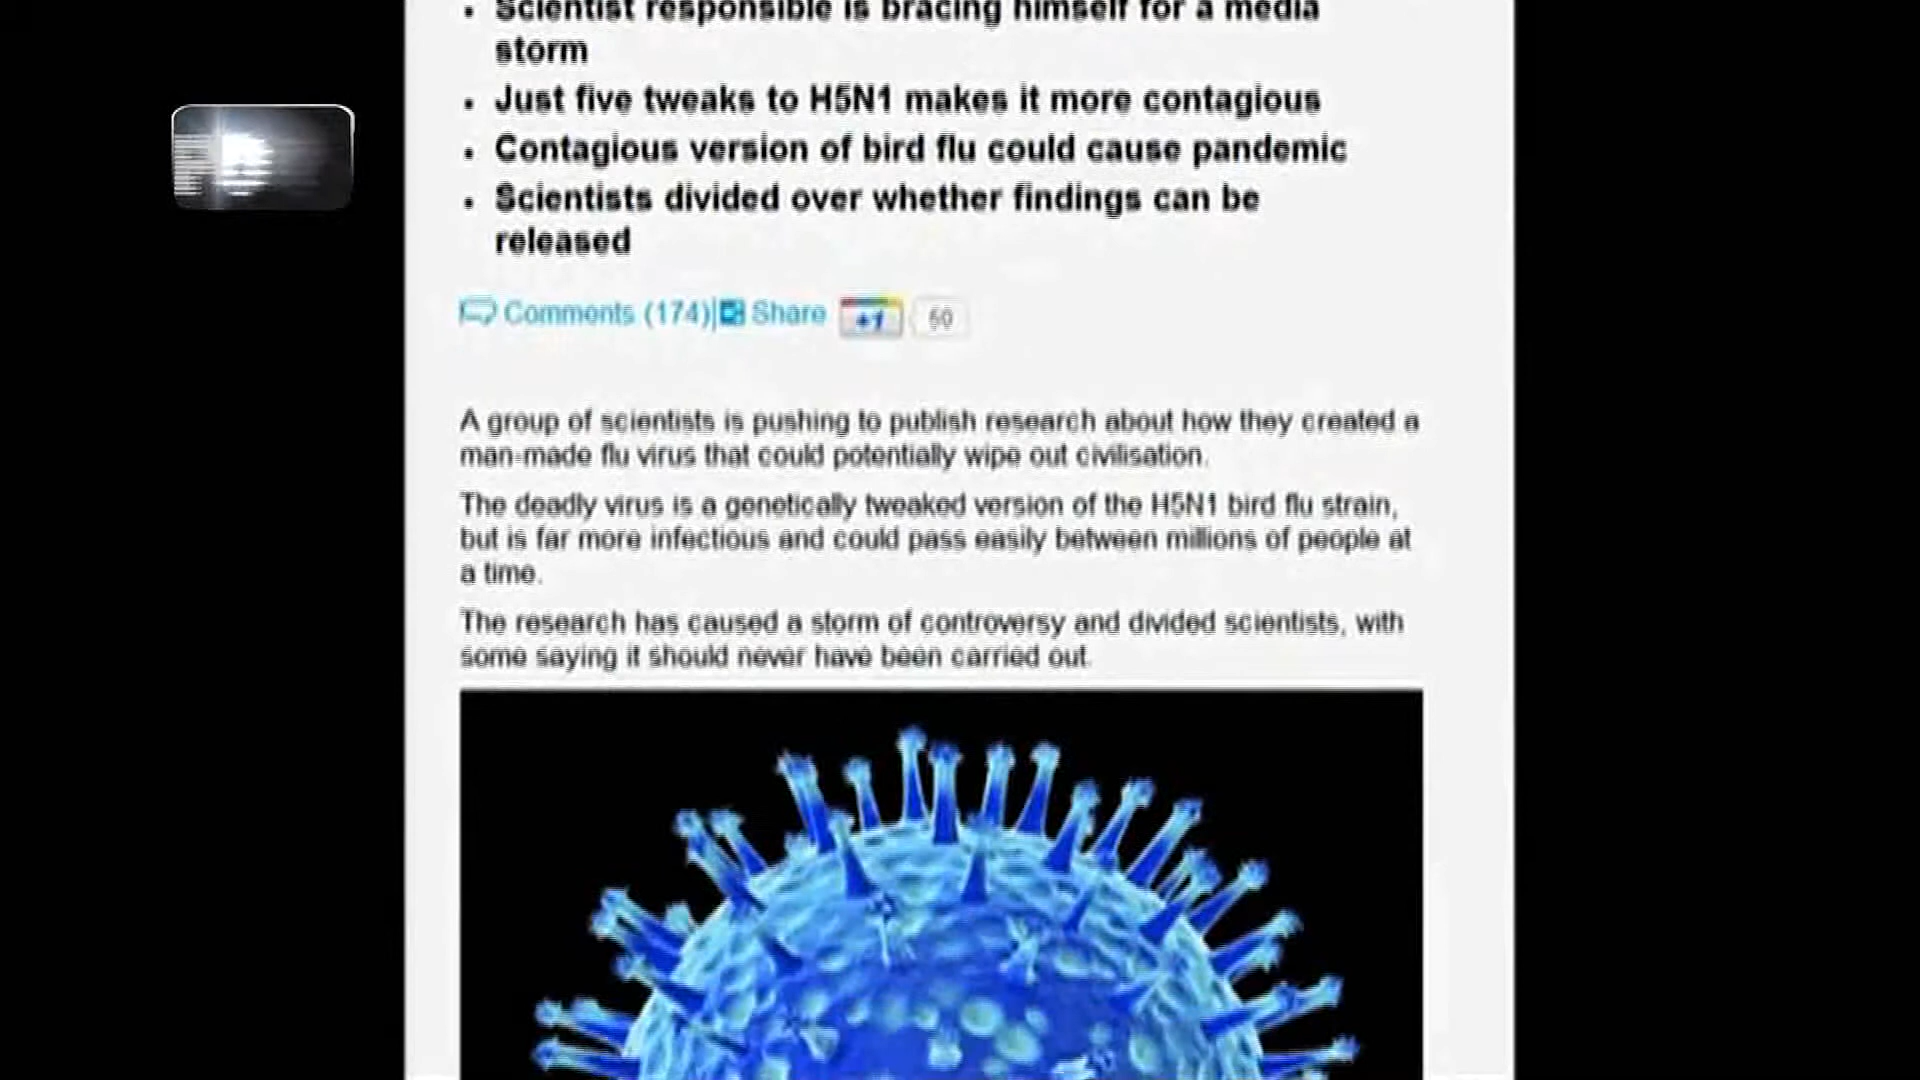 Scientist responsible is bracing himself for a media
storm
Just five tweaks to H5N1 makes it more contagious
Contagious version of bird flu could cause pandemic
Scientists divided over whether findings can be
released
Comments (174) Share +1 60
A group of scientists is pushing to publish research about how they created a
man-made flu virus that could potentially wipe out civilisation.
The deadly virus is a genetically tweaked version of the H5N1 bird flu strain,
but is far more infectious and could pass easily between millions of people at
a time.
The research has caused a storm of controversy and divided scientists, with
some saying it should never have been carried out.